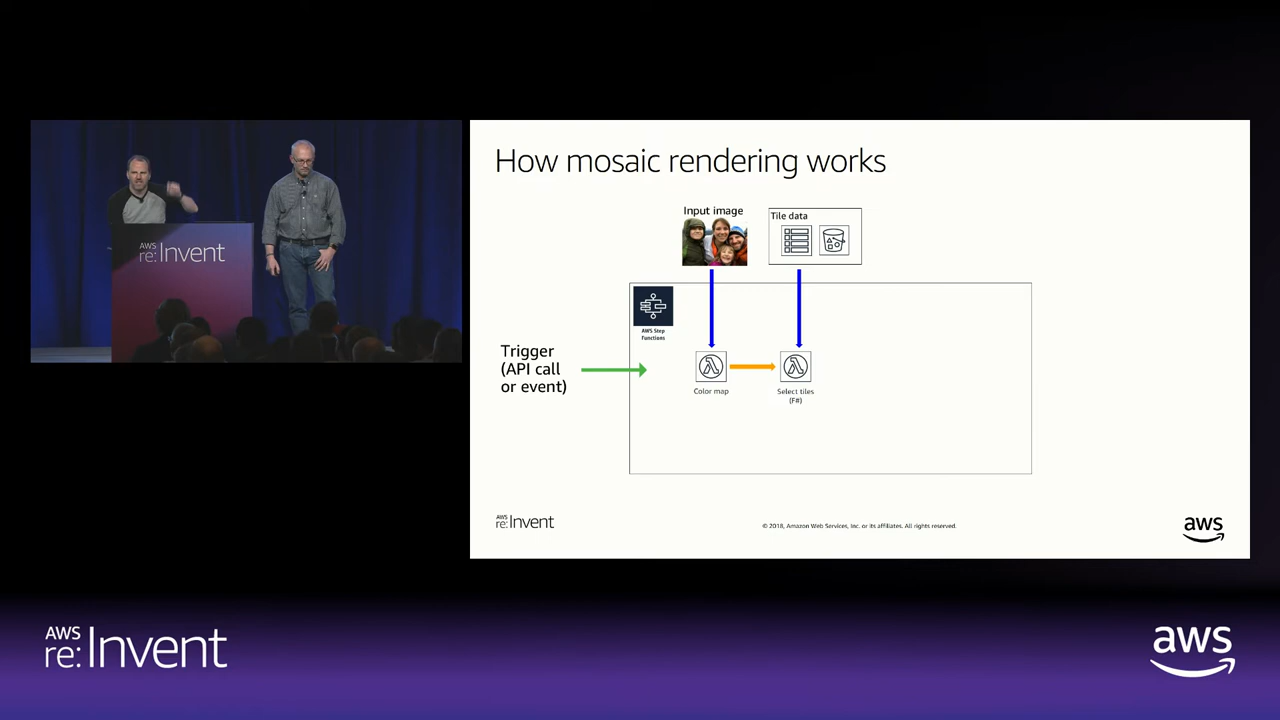 AWS
re:Invent
How mosaic rendering works
Input image
Tile data
AWS Step
Functions
Trigger
(API call
or event)
Color map
Select tiles
(F#)
AWS
re:Invent
© 2018, Amazon Web Services, Inc. or its affiliates. All rights reserved.
aws
AWS
re:Invent
aws